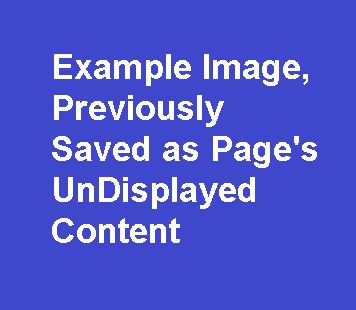 Example Image,
Previously
Saved as Page's
UnDisplayed
Content